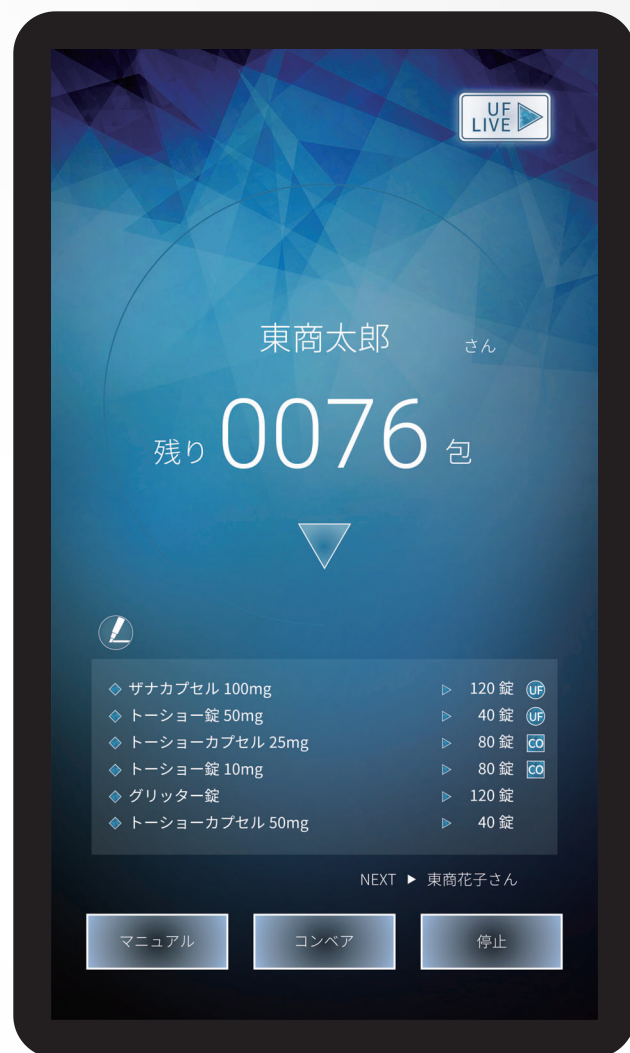 UF
LIVE
東商太郎 さん
残り 0076 包
ザナカプセル 100mg 120 錠 UF
トーショー錠 50mg 40 錠 UF
トーショーカプセル 25mg 80 錠 CO
トーショー錠 10mg 80 錠 CO
グリッター錠 120 錠
トーショーカプセル 50mg 40 錠
NEXT ▶ 東商花子さん
マニュアル コンベア 停止